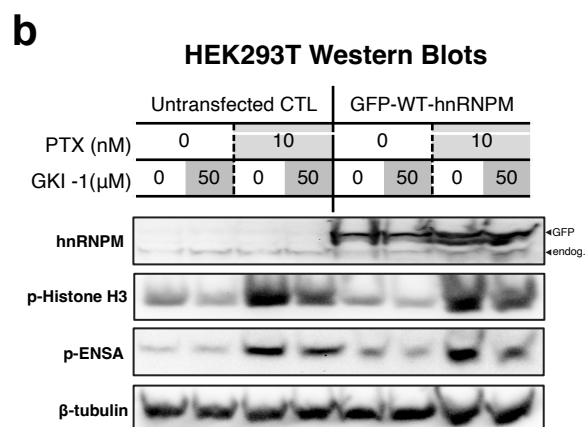 b
HEK293T Western Blots
Untransfected CTL GFP-WT-hnRNPM
PTX (nM) 0 10 0 10
GKI -1(µM) 0 50 0 50 0 50 0 50
hnRNPM GFP
endog.
p-Histone H3
p-ENSA
β-tubulin